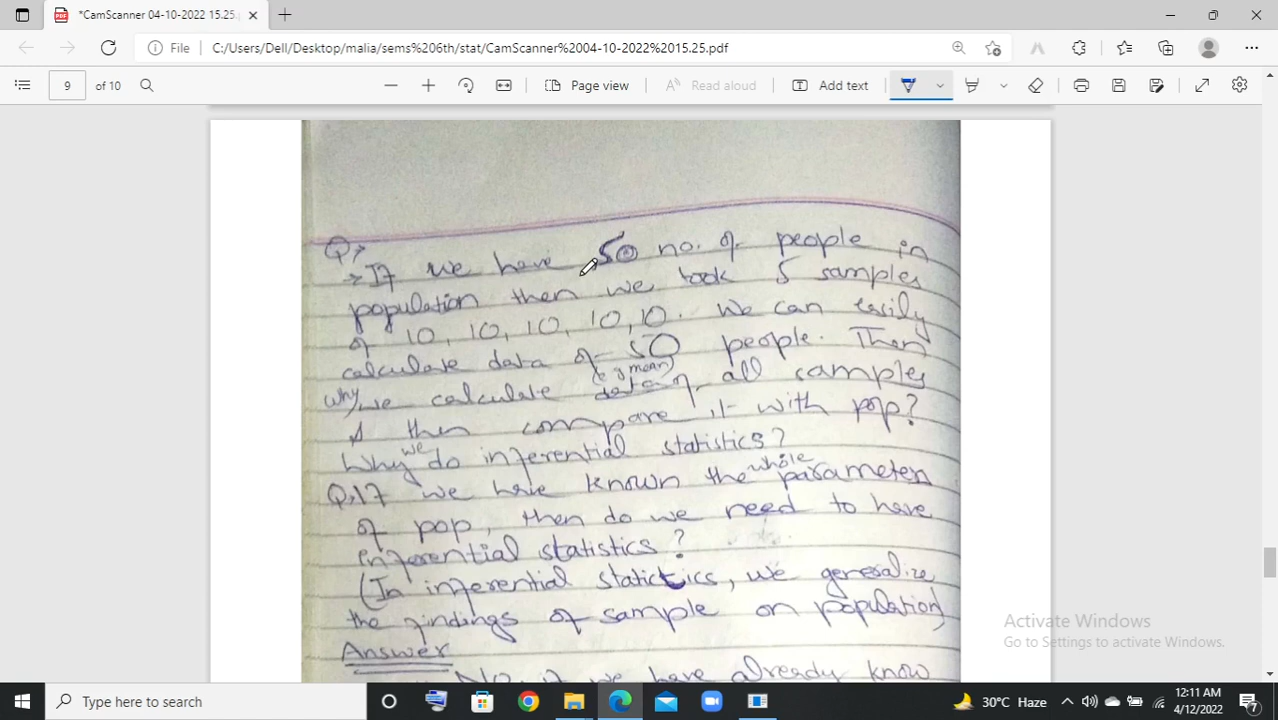 *CamScanner 04-10-2022 15.25.p
File C:/Users/Dell/Desktop/malia/sems%206th/stat/CamScanner%2004-10-2022%2015.25.pdf
9 of 10 Page view Read aloud Add text
Q,
→ If we have 50 no. of people in
population then we took 5 samples
of 10, 10, 10, 10, 10. We can easily
calculate data of 50 people. Then
(e.g mean)
why we calculate data of all samples
& then compare it with pop?
Why we do inferential statistics?
Q. If we have known the whole parameter
of pop, then do we need to have
inferential statistics?
(In inferential statictics, we generalize
the findings of sample on population)
Answer
No, if we have already know
Activate Windows
Go to Settings to activate Windows.
Type here to search
30°C Haze
12:11 AM
4/12/2022
7